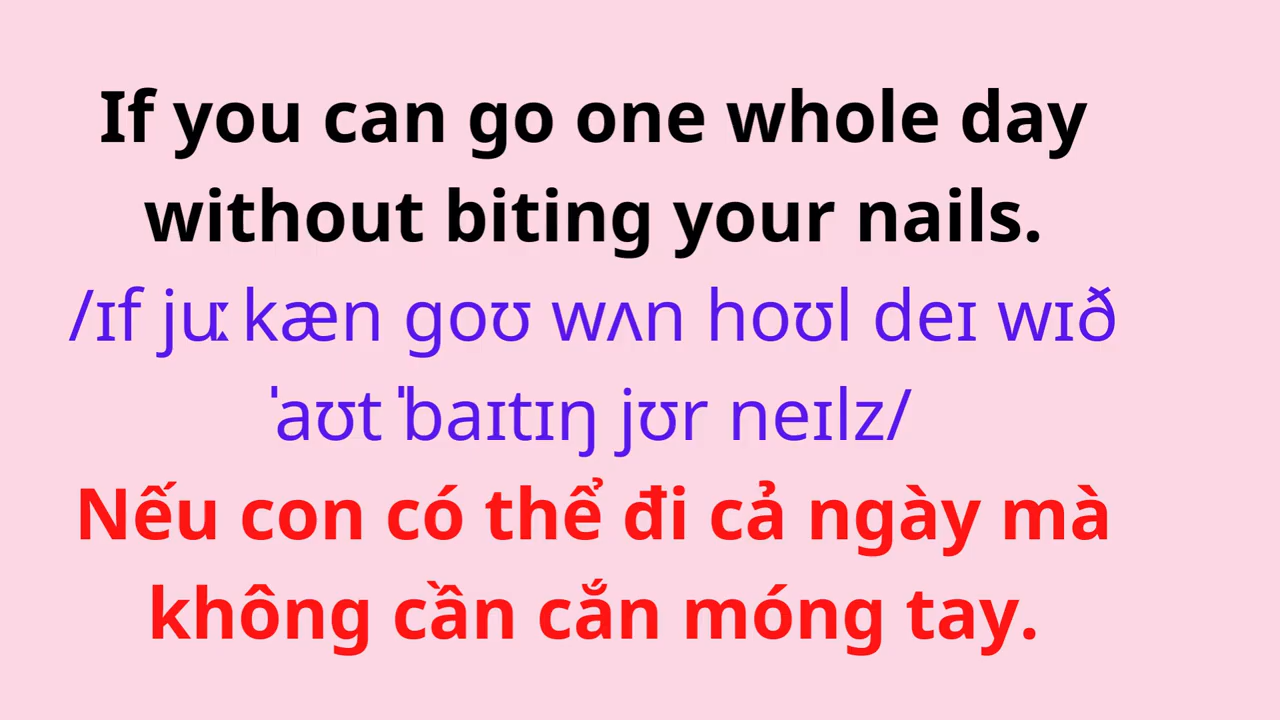 If you can go one whole day
without biting your nails.
/ɪf juː kæn goʊ wʌn hoʊl deɪ wɪð
ˈaʊt ˈbaɪtɪŋ jʊr neɪlz/
Nếu con có thể đi cả ngày mà
không cần cắn móng tay.